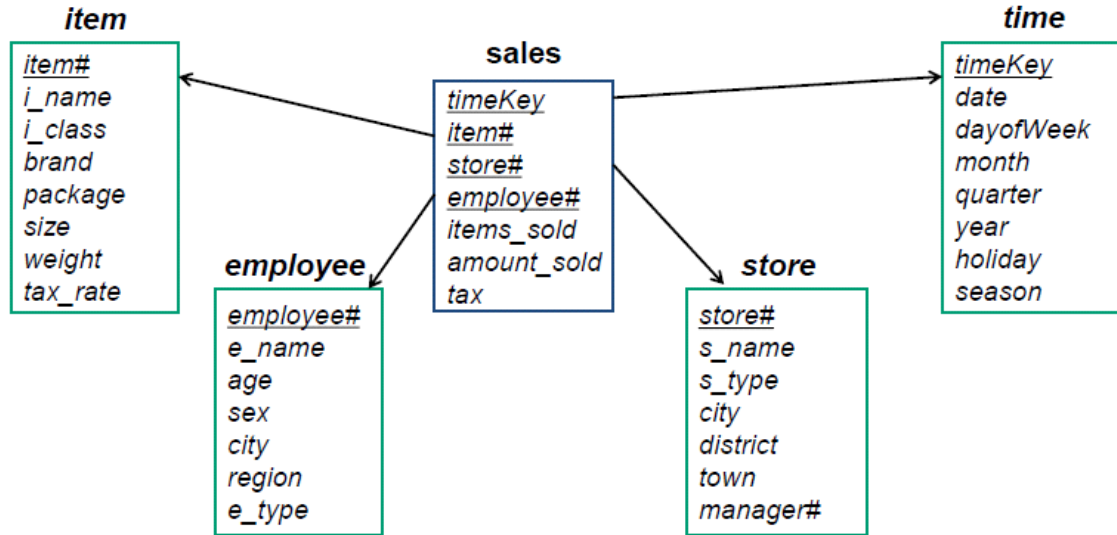 item
item#
i_name
i_class
brand
package
size
weight
tax_rate
sales
timeKey
item#
store#
employee#
items_sold
amount_sold
tax
time
timeKey
date
dayofWeek
month
quarter
year
holiday
season
employee
employee#
e_name
age
sex
city
region
e_type
store
store#
s_name
s_type
city
district
town
manager#